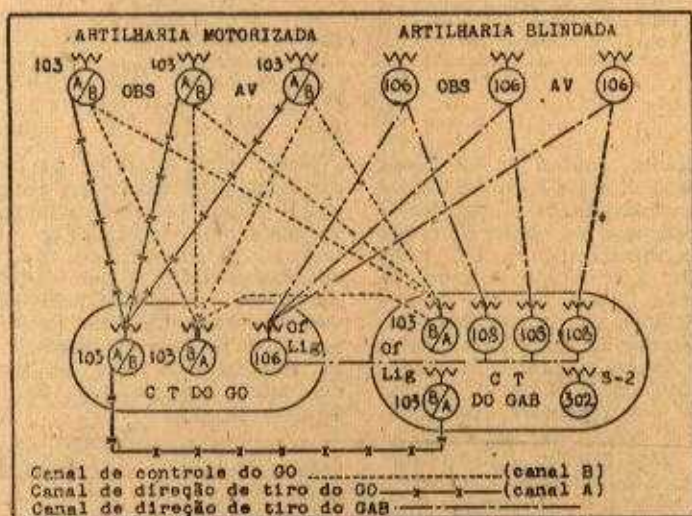 ARTILHARIA MOTORIZADA ARTILHARIA BLINDADA
103 103 103
A/B OBS A/B AV A/B 106 OBS 106 AV 106
103 B/A 108 108 108
Of Lig Of Lig
103 A/B 103 B/A 106
C T DO GO C T DO GAB S-2
103 B/A 302
Canal de controle do GO (canal B)
Canal de direção de tiro do GO (canal A)
Canal de direção de tiro do GAB